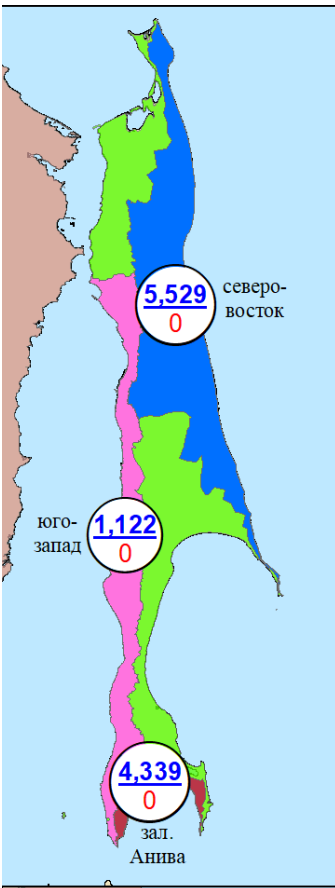 5,529
0
северо-
восток
юго-
запад
1,122
0
4,339
0
зал.
Анива